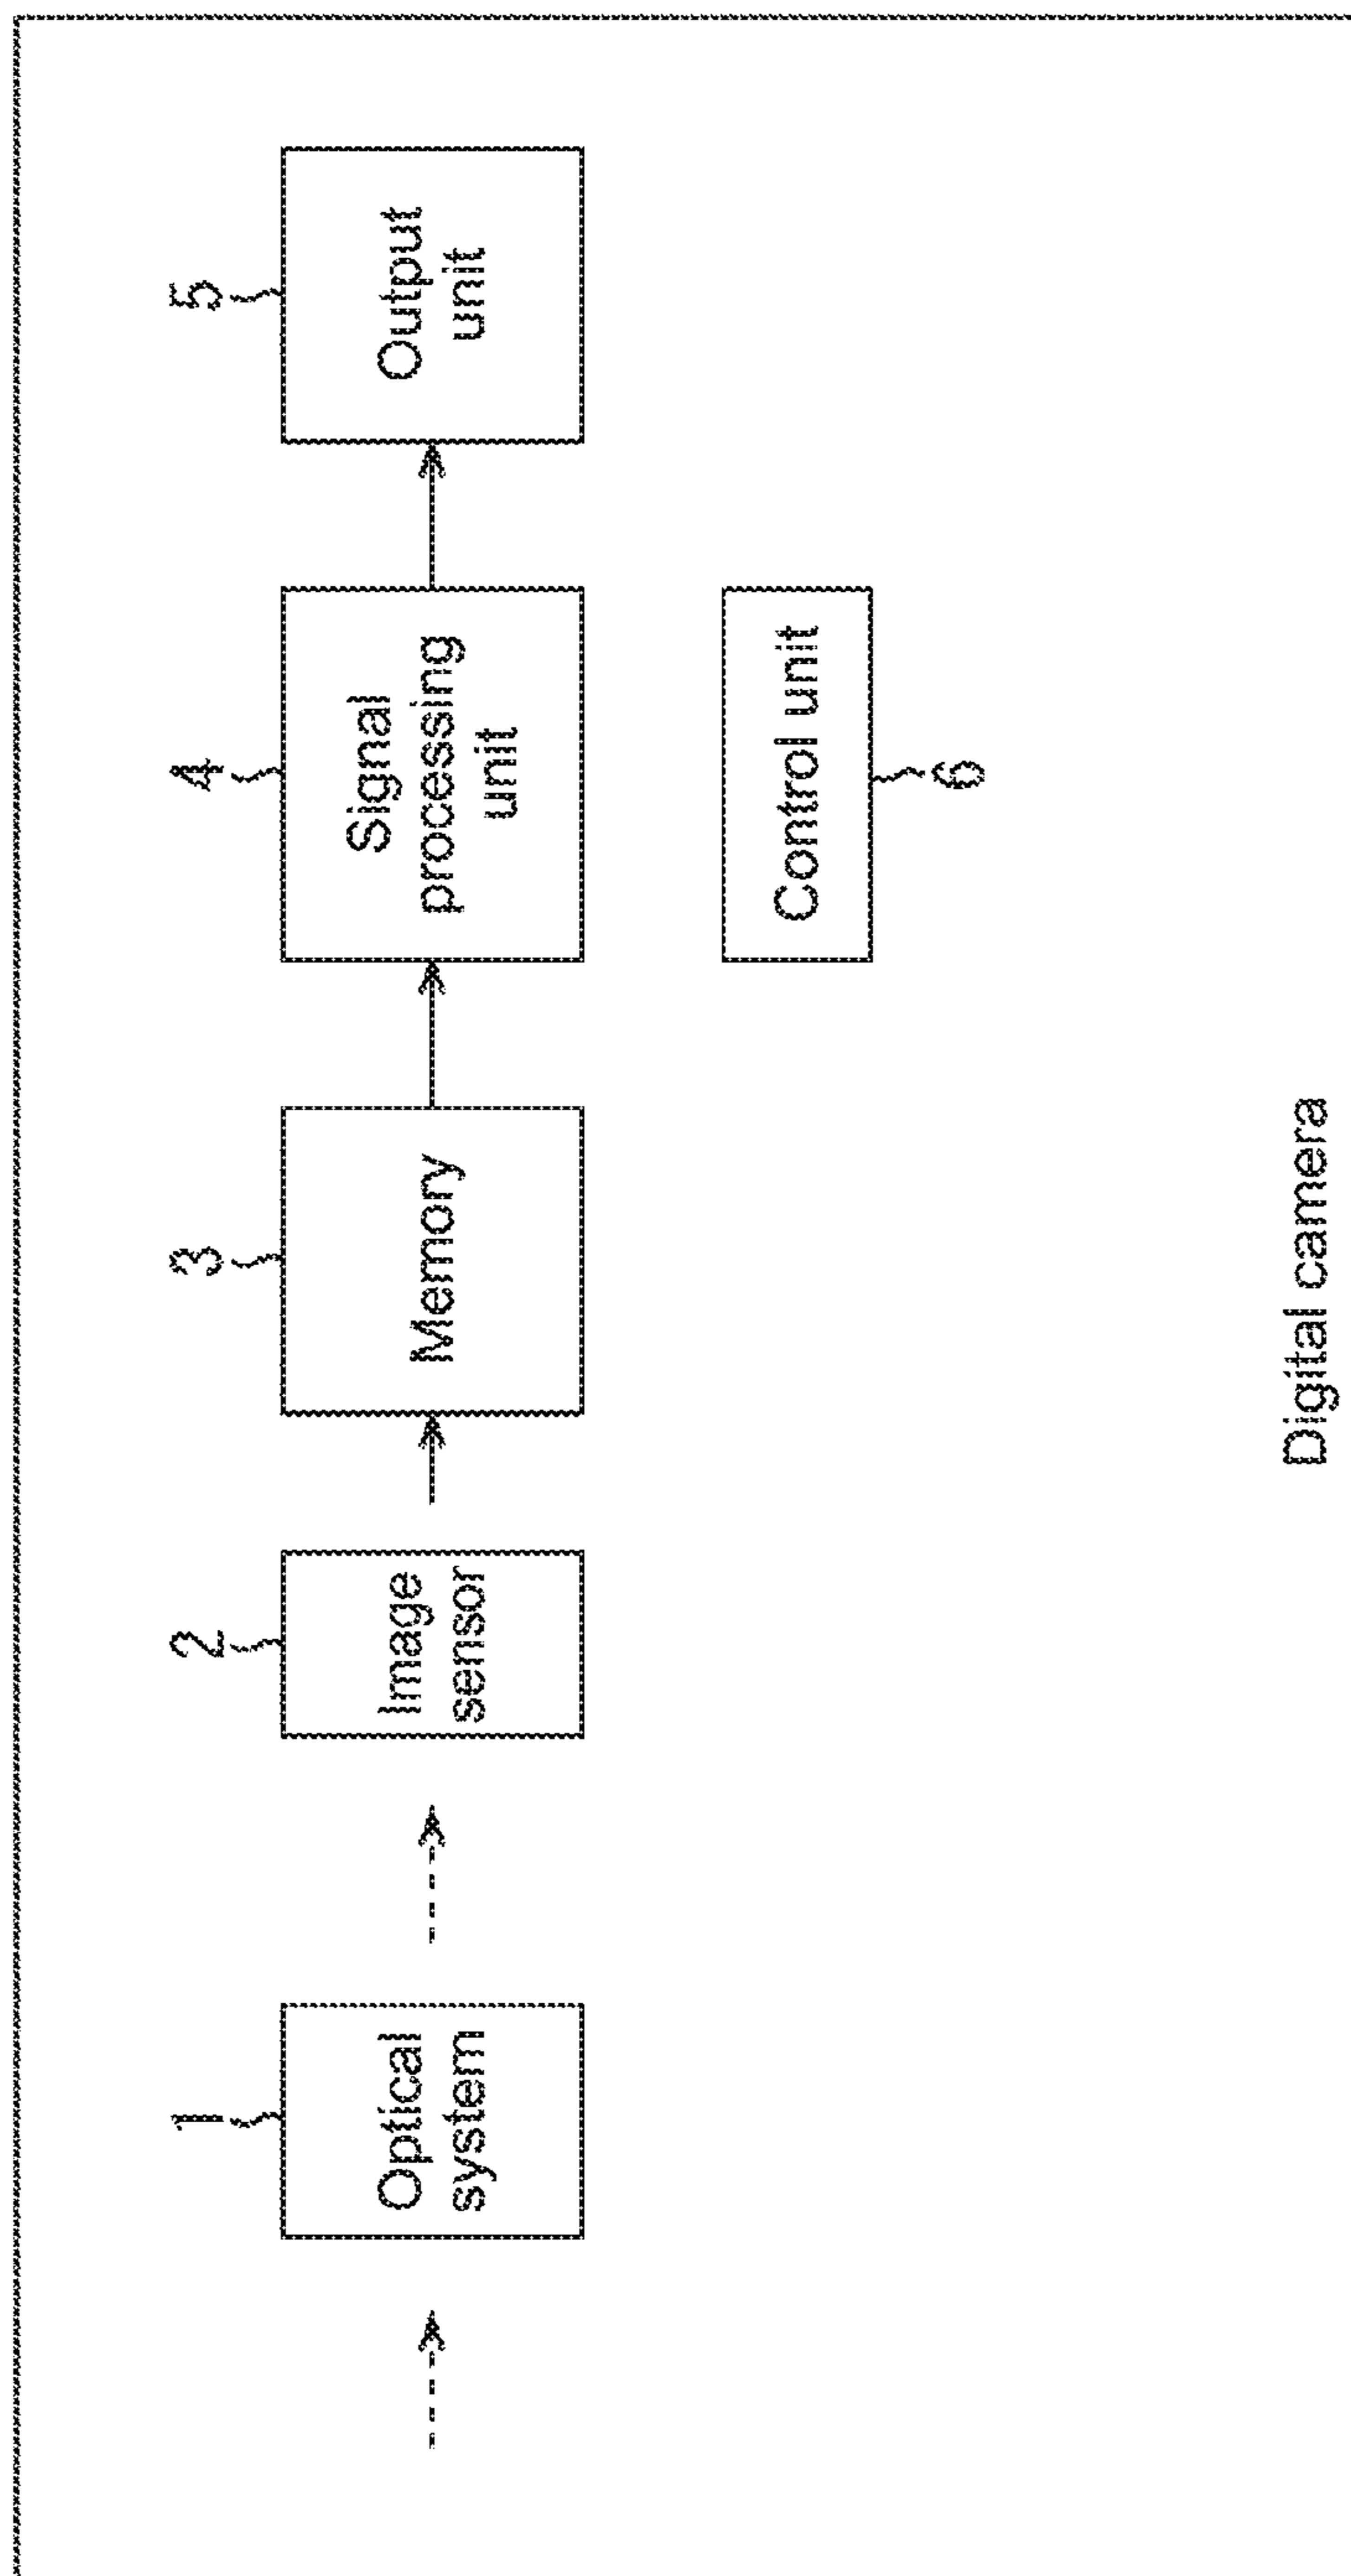 1
Optical
system
2
Image
sensor
3
Memory
4
Signal
processing
unit
5
Output
unit
Control unit
6
Digital camera